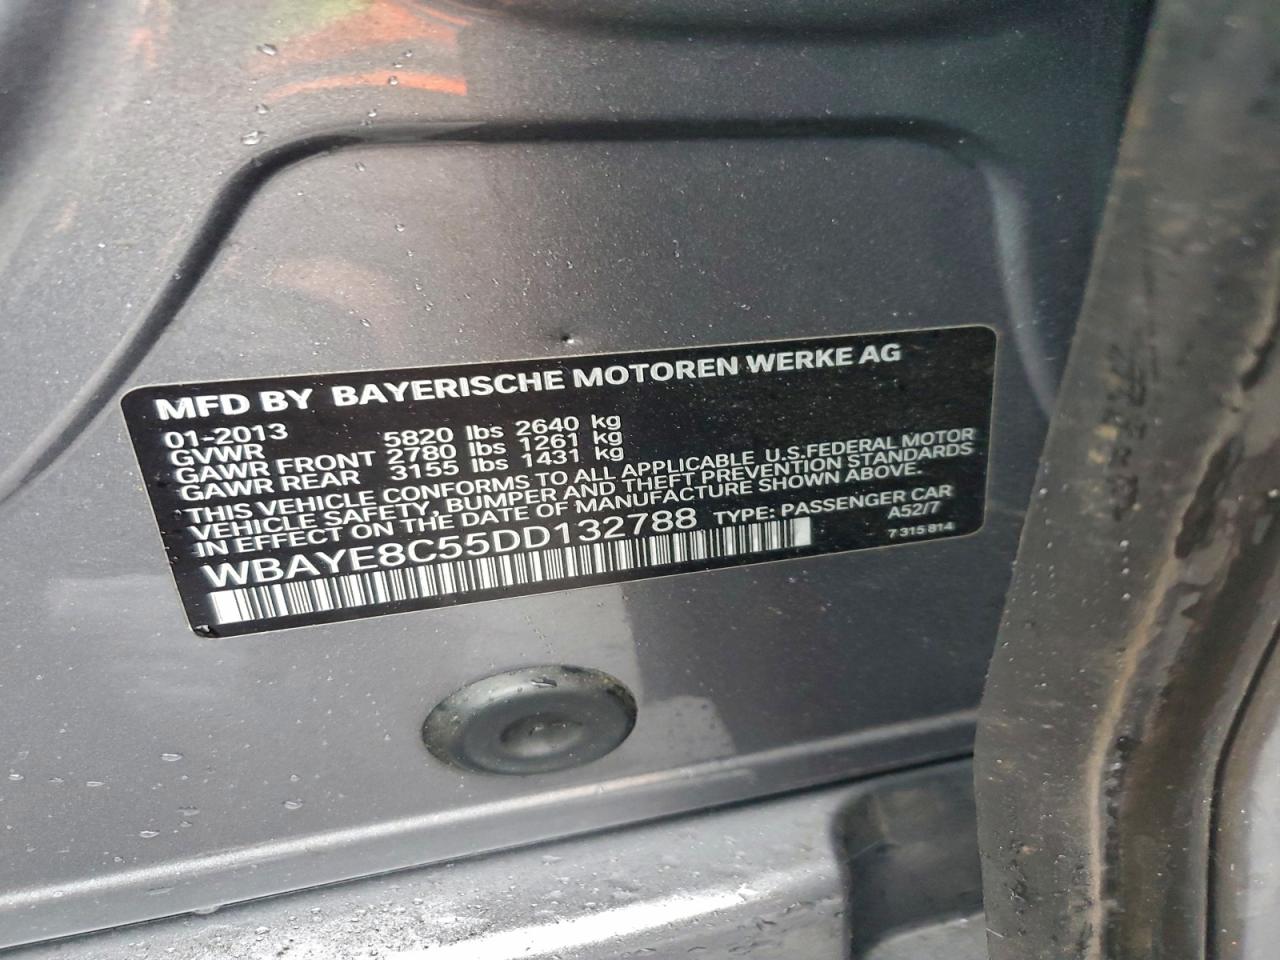 MFD BY BAYERISCHE MOTOREN WERKE AG
01-2013
GVWR 5820 lbs 2640 kg
GAWR FRONT 2780 lbs 1261 kg
GAWR REAR 3155 lbs 1431 kg
THIS VEHICLE CONFORMS TO ALL APPLICABLE U.S.FEDERAL MOTOR
VEHICLE SAFETY, BUMPER AND THEFT PREVENTION STANDARDS
IN EFFECT ON THE DATE OF MANUFACTURE SHOWN ABOVE.
WBAYE8C55DD132788 TYPE: PASSENGER CAR
A52/7
7 315 814